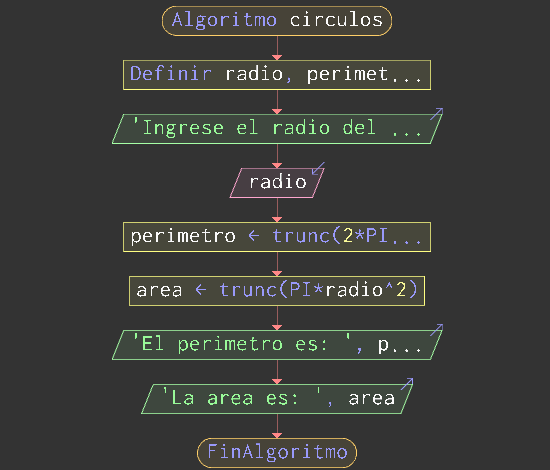 Algoritmo circulos
Definir radio, perimet...
'Ingrese el radio del ...
radio
perimetro ← trunc(2*PI...
area ← trunc(PI*radio^2)
'El perimetro es: ', p...
'La area es: ', area
FinAlgoritmo